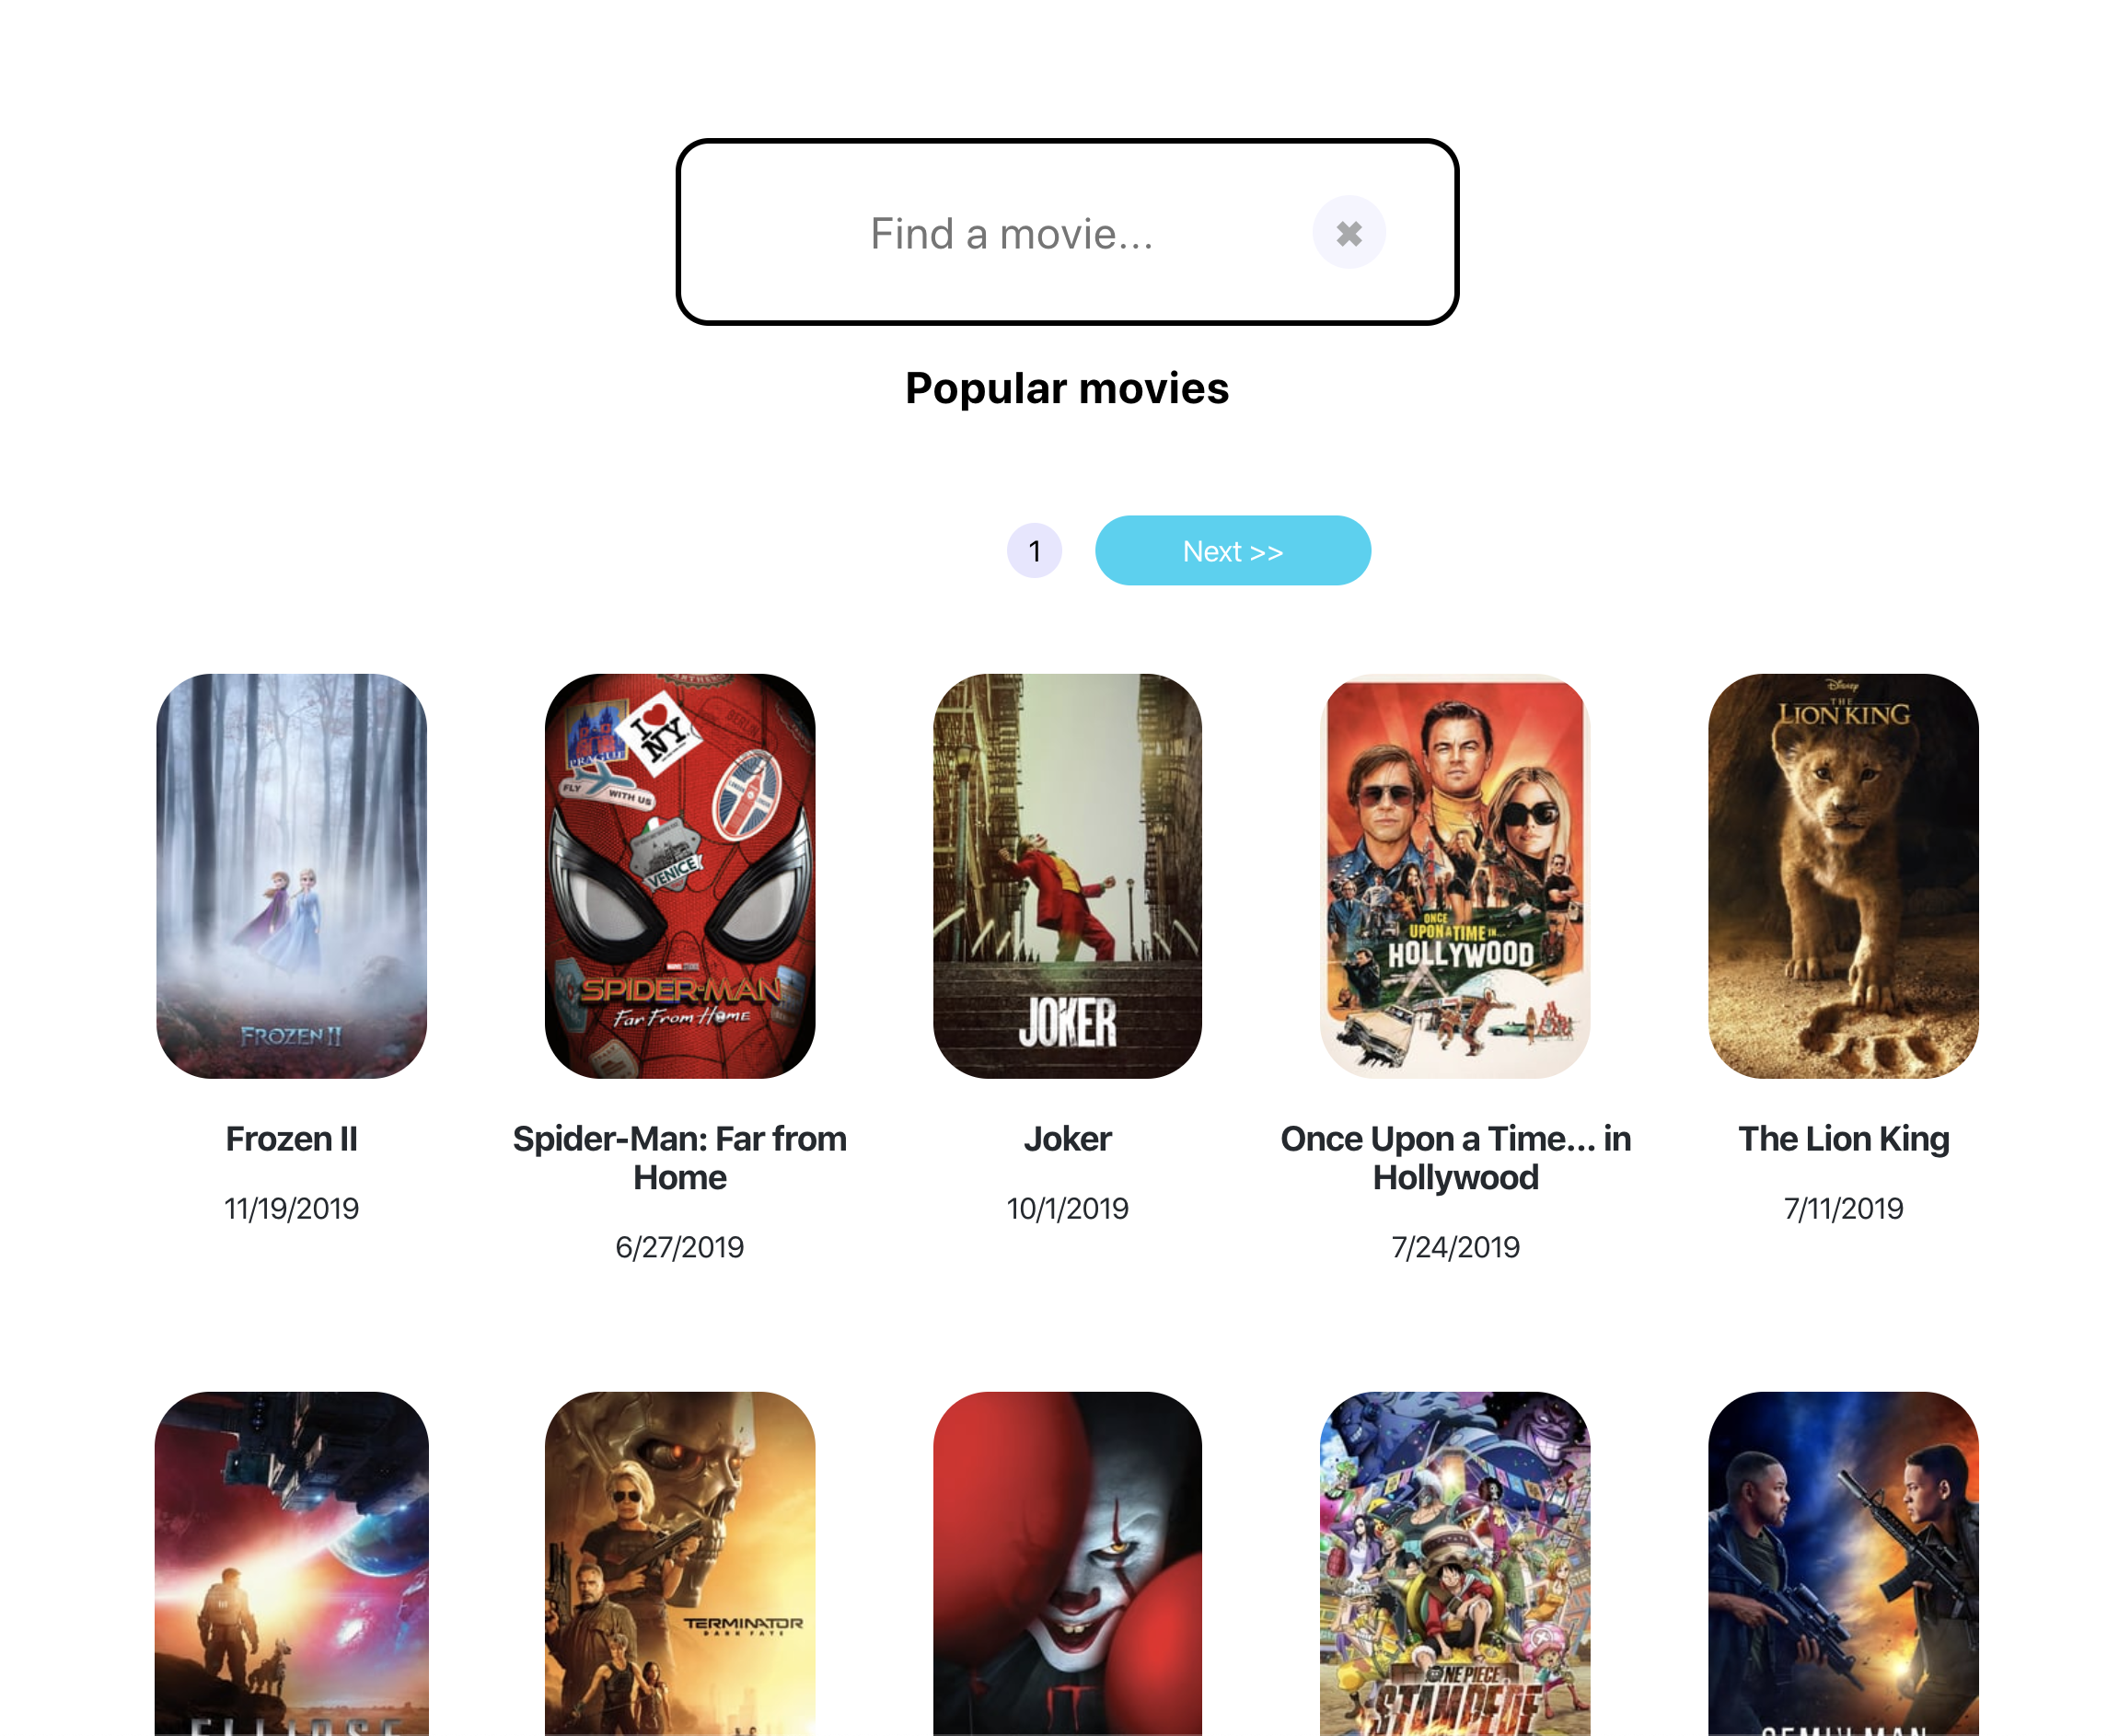 Find a movie...
Popular movies
1
Next >>
I
NY
PRAGUE
FLY WITH US
VENICE
FROZEN II
SPIDER-MAN
Far From Home
JOKER
ONCE
UPON A TIME IN...
HOLLYWOOD
Disney
THE
LION KING
Frozen II
11/19/2019
Spider-Man: Far from
Home
6/27/2019
Joker
10/1/2019
Once Upon a Time... in
Hollywood
7/24/2019
The Lion King
7/11/2019
TERMINATOR
DARK FATE
IT
ONE PIECE
STAMPEDE